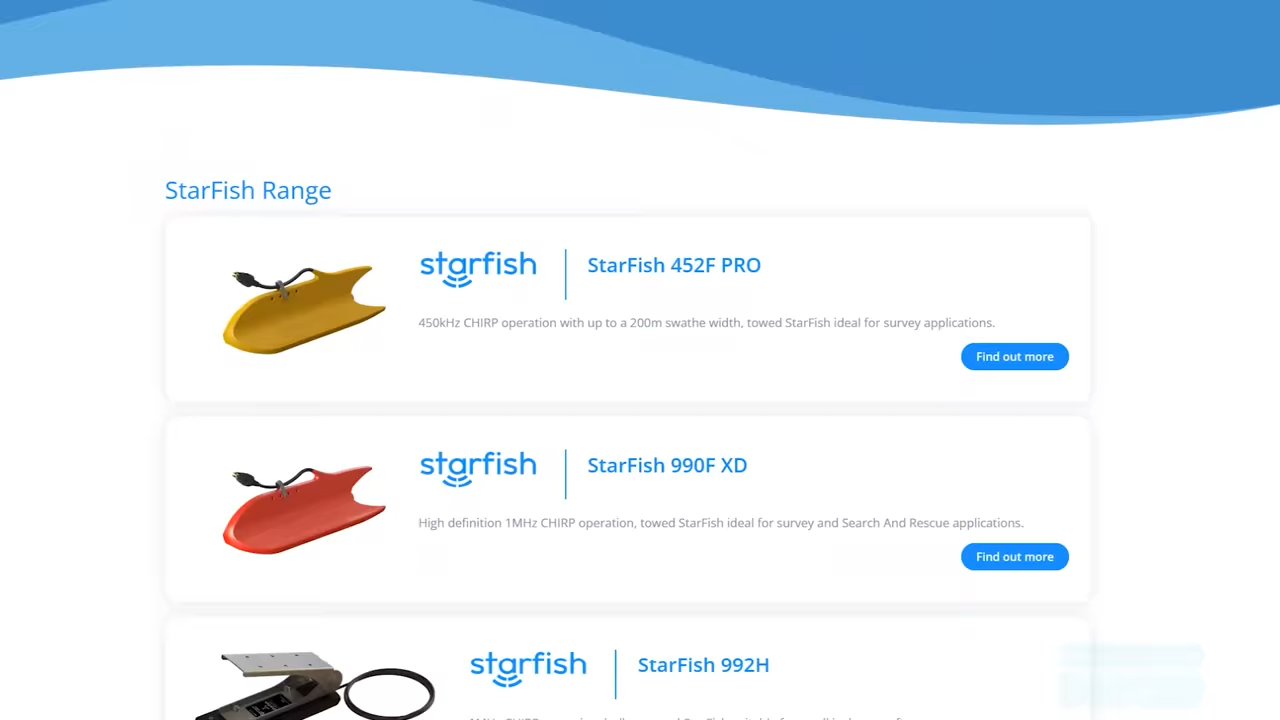 StarFish Range
starfish
StarFish 452F PRO
450kHz CHIRP operation with up to a 200m swathe width, towed StarFish ideal for survey applications.
Find out more
starfish
StarFish 990F XD
High definition 1MHz CHIRP operation, towed StarFish ideal for survey and Search And Rescue applications.
Find out more
starfish
StarFish 992H